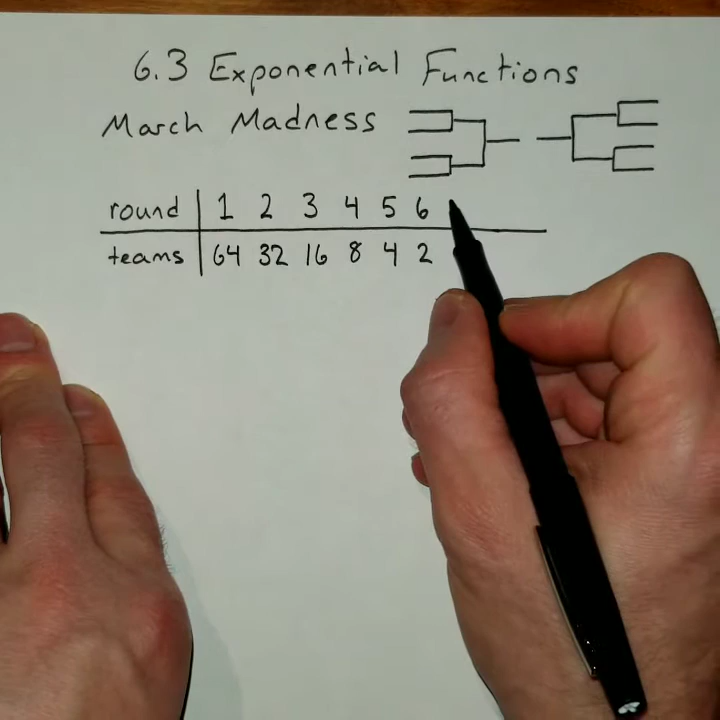 6.3 Exponential Functions
March Madness
round 1 2 3 4 5 6
teams 64 32 16 8 4 2